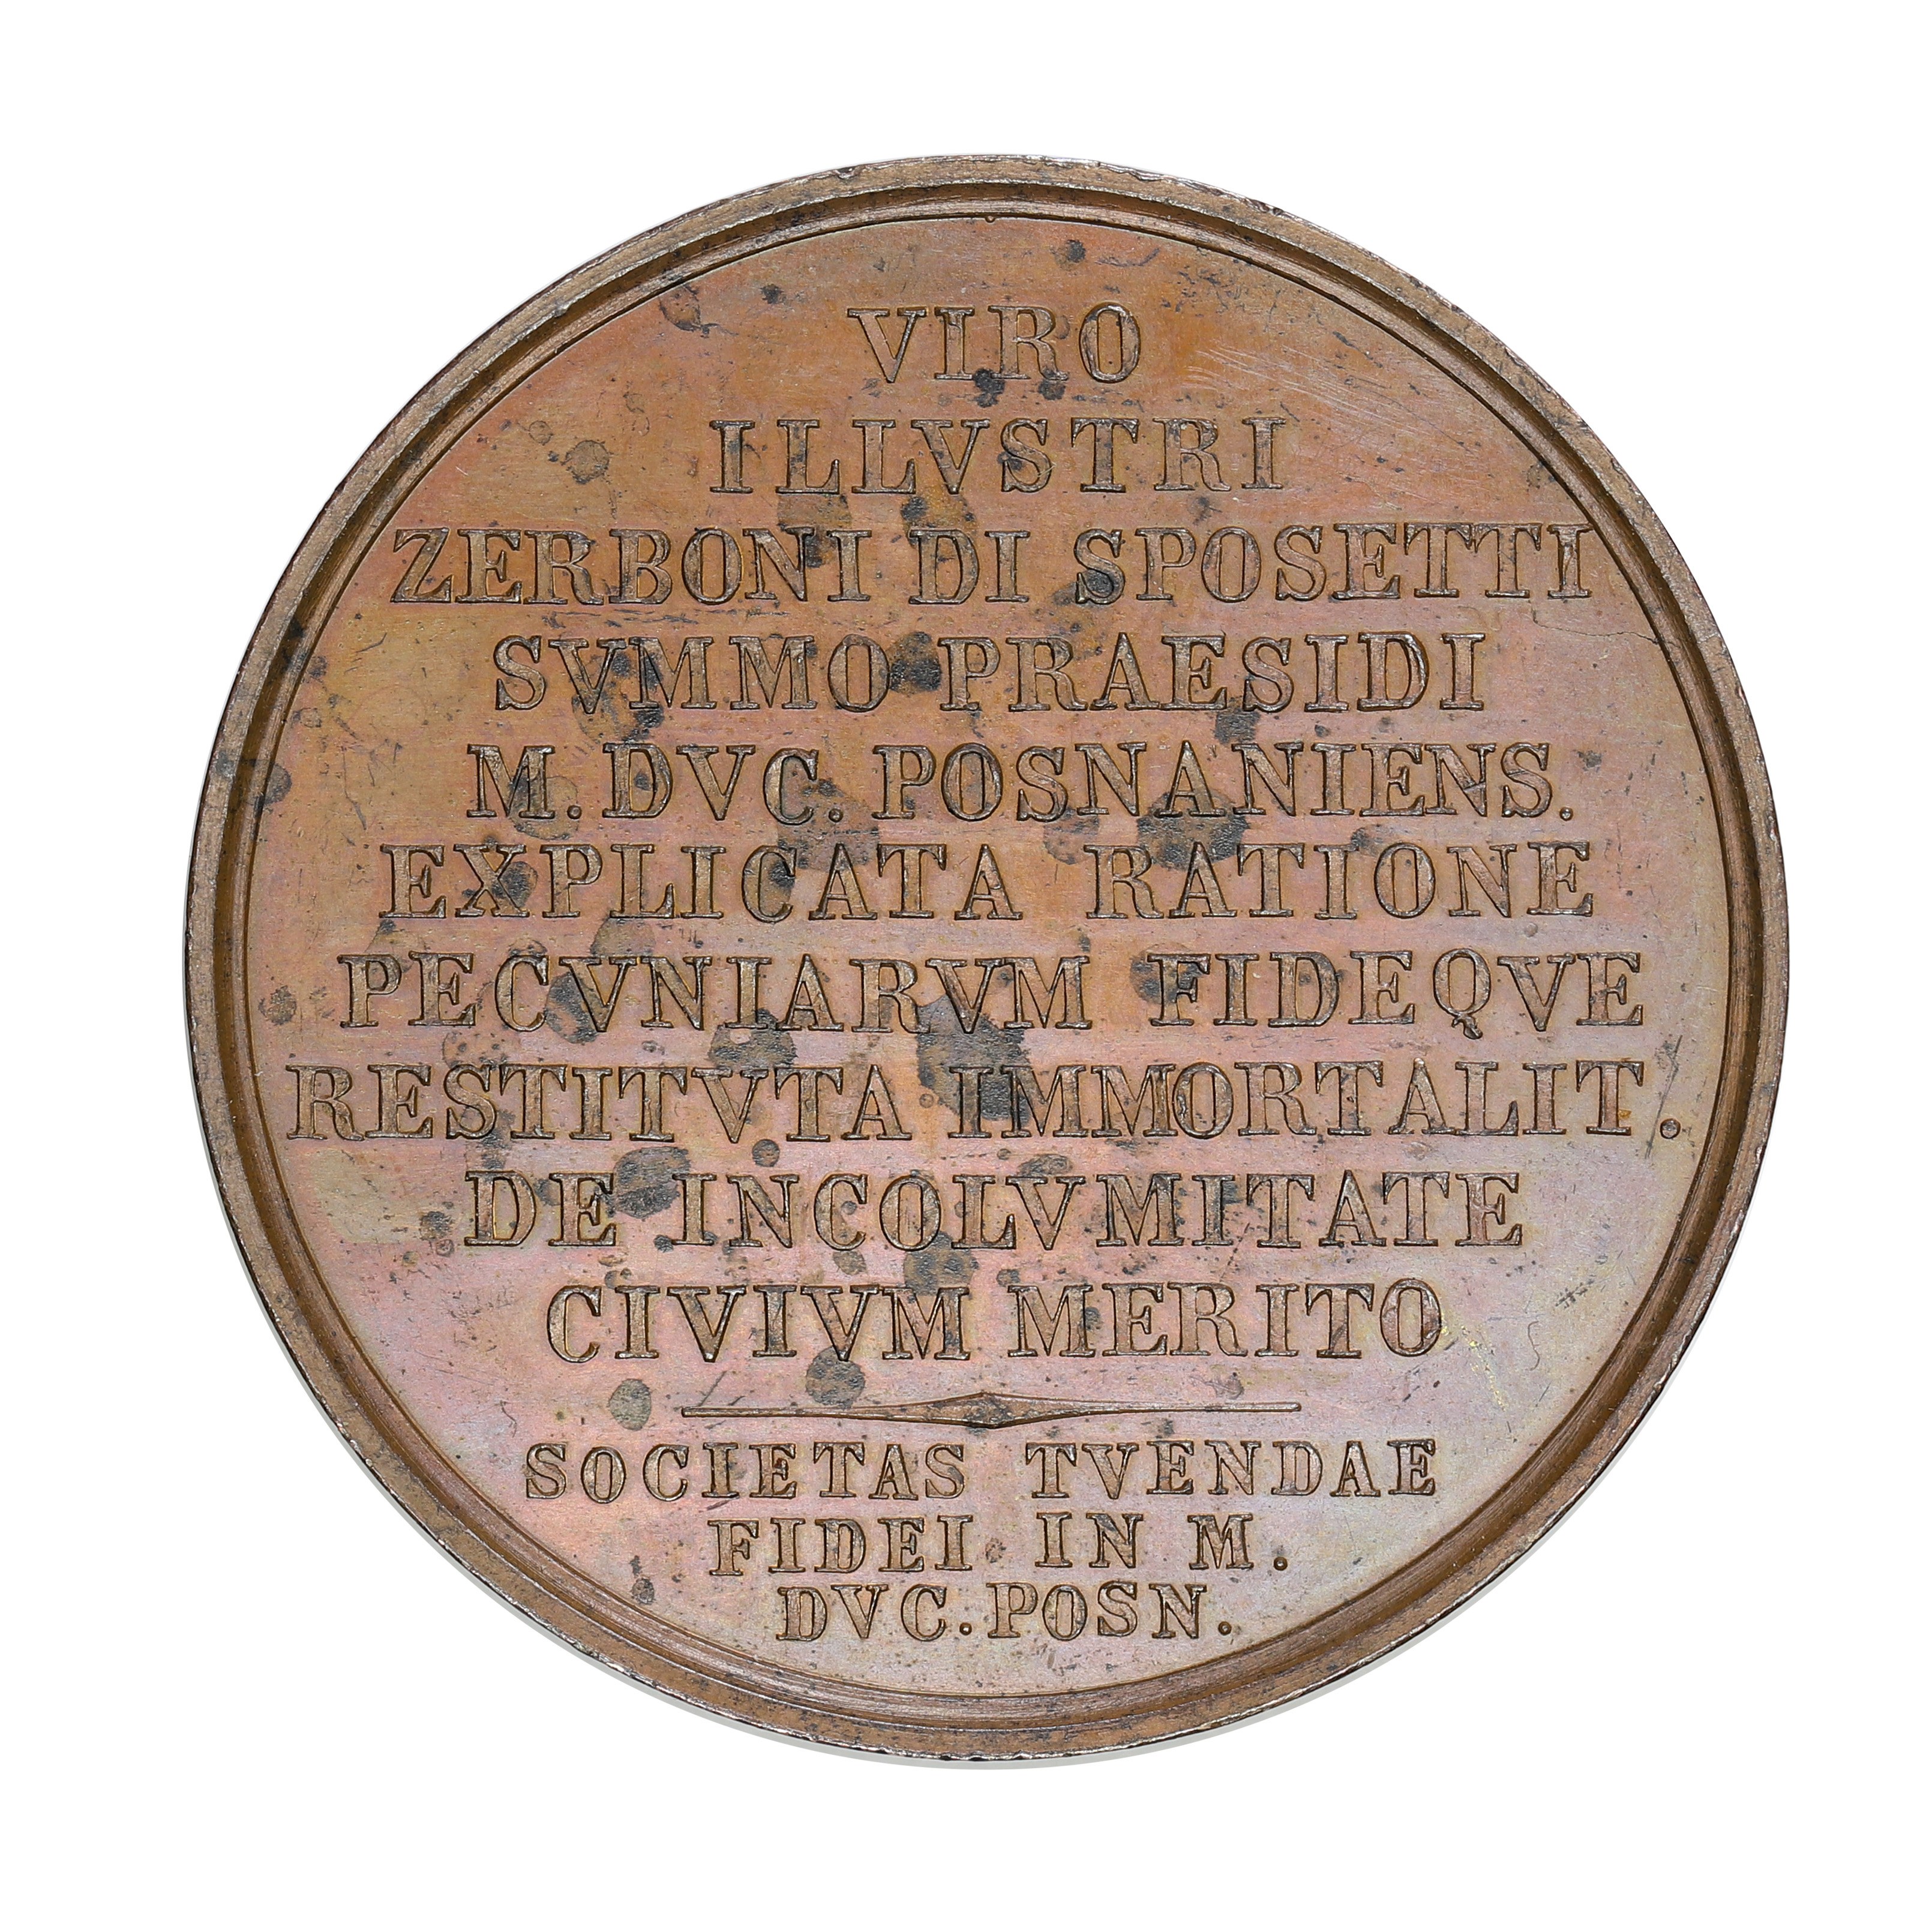 VIRO
ILLVSTRI
ZERBONI DI SPOSETTI
SVMMO PRAESIDI
M. DVC. POSNANIENS.
EXPLICATA RATIONE
PECVNIARVM FIDEQVE
RESTITVTA IMMORTALIT.
DE INCOLVMITATE
CIVIVM MERITO
SOCIETAS TVENDAE
FIDEI IN M.
DVC. POSN.